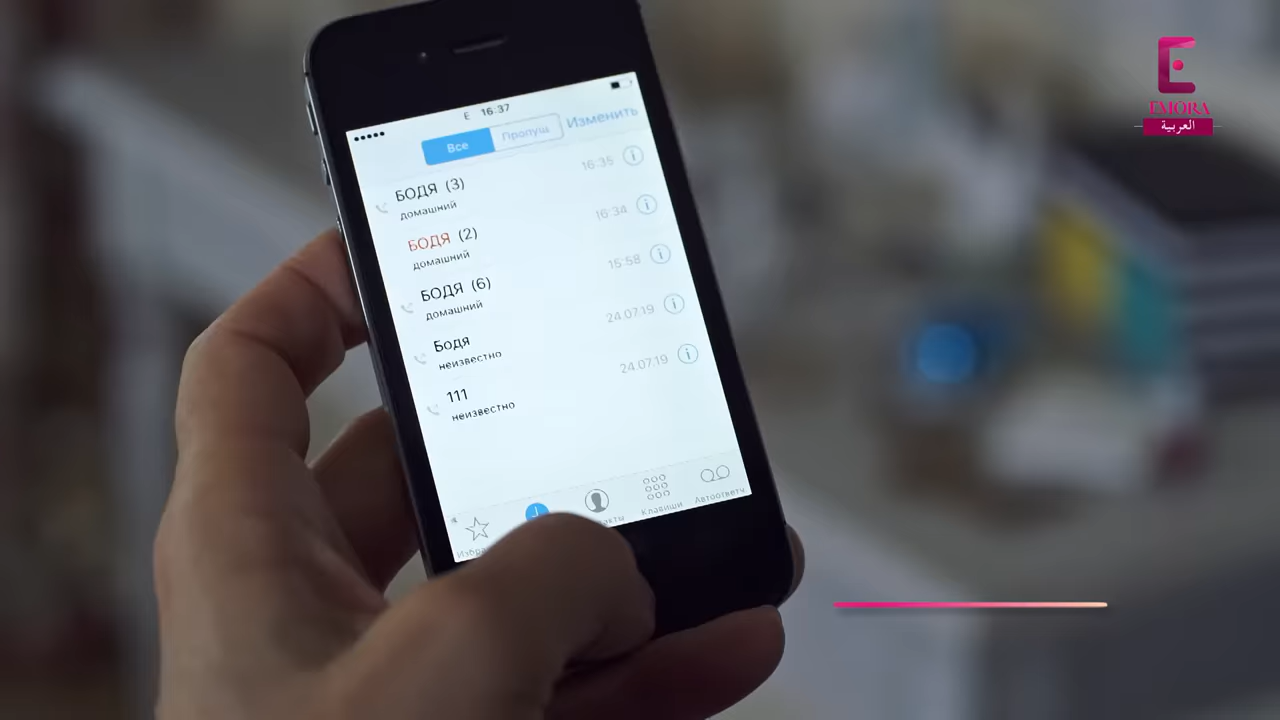 E 16:37
Все Пропущ Изменить
БОДЯ (3) 16:35
домашний
БОДЯ (2) 16:34
домашний
БОДЯ (6) 15:58
домашний
Бодя 24.07.19
неизвестно
111 24.07.19
неизвестно
Клавиши Автоответч
EMORA
العربية